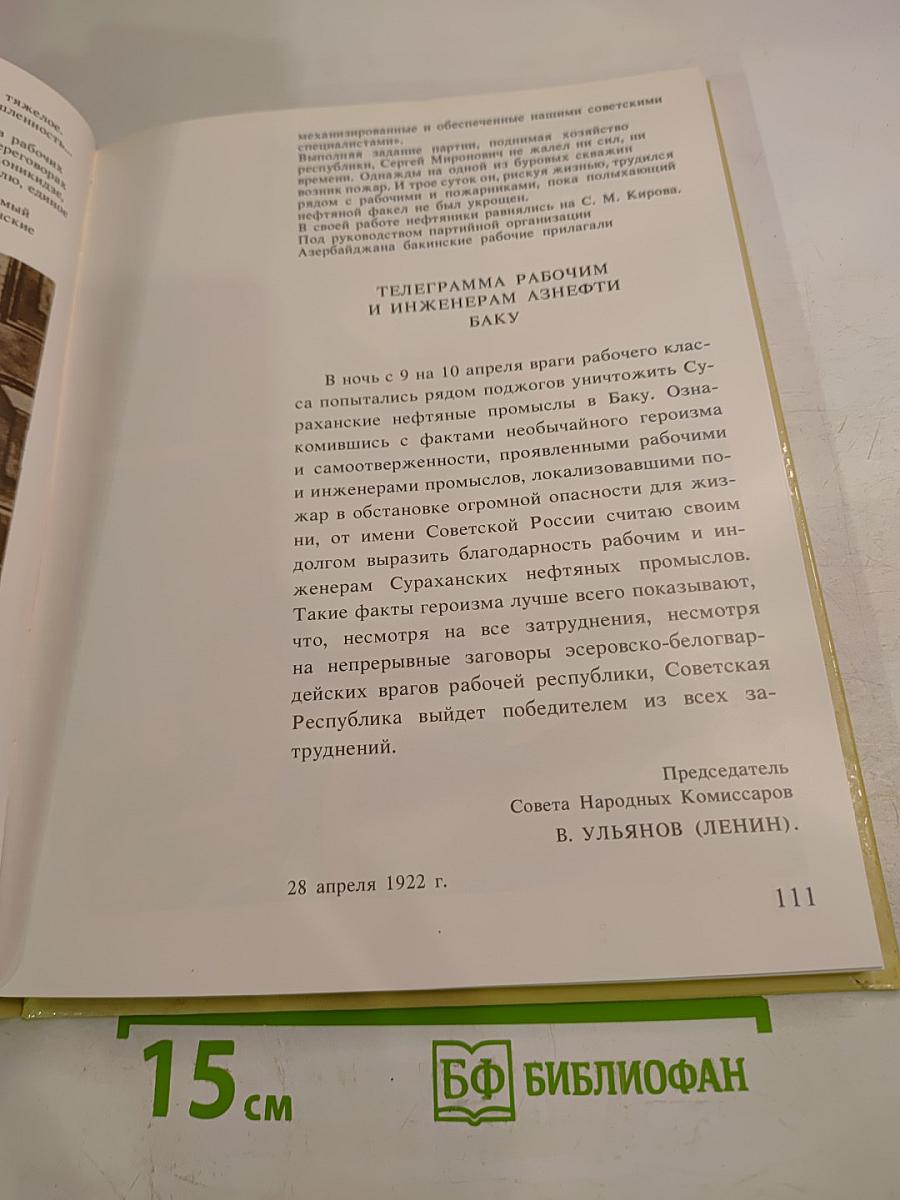 тяжелое.
рабочих
единое
механизированные и обеспеченные нашими советскими
специалистами».
Выполняя задание партии, поднимая хозяйство
республики, Сергей Миронович не жалел ни сил, ни
времени. Однажды на одной из буровых скважин
возник пожар. И трое суток он, рискуя жизнью, трудился
рядом с рабочими и пожарниками, пока полыхающий
нефтяной факел не был укрощен.
В своей работе нефтяники равнялись на С. М. Кирова.
Под руководством партийной организации
Азербайджана бакинские рабочие прилагали
ТЕЛЕГРАММА РАБОЧИМ
И ИНЖЕНЕРАМ АЗНЕФТИ
БАКУ
В ночь с 9 на 10 апреля враги рабочего клас-
са попытались рядом поджогов уничтожить Су-
раханские нефтяные промыслы в Баку. Озна-
комившись с фактами необычайного героизма
и самоотверженности, проявленными рабочими
и инженерами промыслов, локализовавшими по-
жар в обстановке огромной опасности для жиз-
ни, от имени Советской России считаю своим
долгом выразить благодарность рабочим и ин-
женерам Сураханских нефтяных промыслов.
Такие факты героизма лучше всего показывают,
что, несмотря на все затруднения, несмотря
на непрерывные заговоры эсеровско-белогвар-
дейских врагов рабочей республики, Советская
Республика выйдет победителем из всех за-
труднений.
Председатель
Совета Народных Комиссаров
В. УЛЬЯНОВ (ЛЕНИН).
28 апреля 1922 г.
111
15 см
БФ БИБЛИОФАН